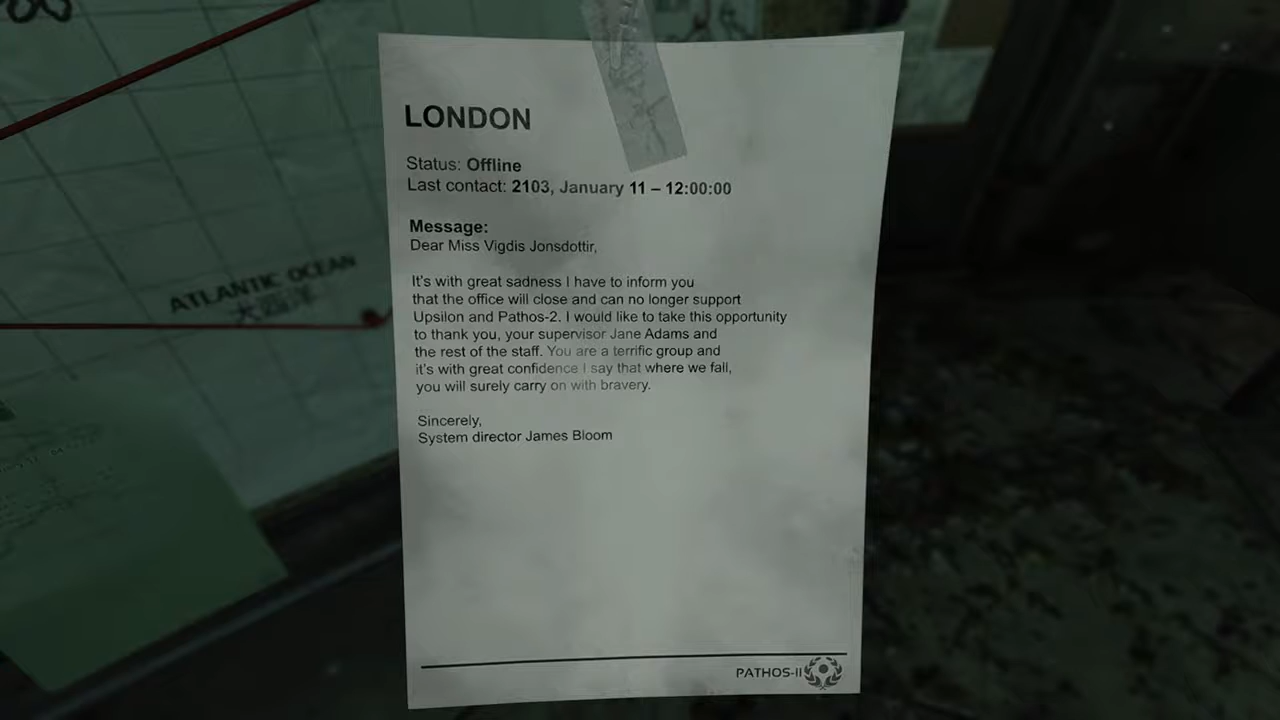 LONDON
Status: Offline
Last contact: 2103, January 11 – 12:00:00
Message:
Dear Miss Vigdis Jonsdottir,
It's with great sadness I have to inform you
that the office will close and can no longer support
Upsilon and Pathos-2. I would like to take this opportunity
to thank you, your supervisor Jane Adams and
the rest of the staff. You are a terrific group and
it's with great confidence I say that where we fall,
you will surely carry on with bravery.
Sincerely,
System director James Bloom
PATHOS-II
ATLANTIC OCEAN
大西洋